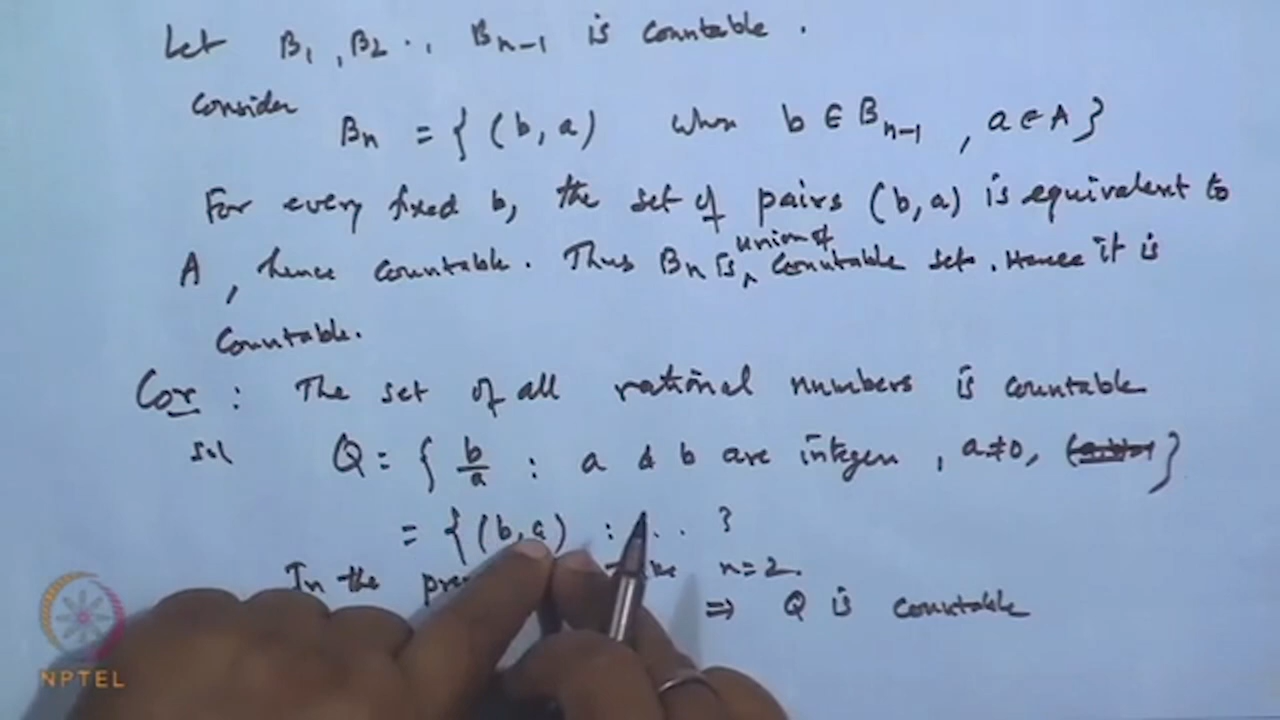 Let B1, B2 .., Bn-1 is countable.
Consider
Bn = { (b, a) when b ∈ Bn-1, a ∈ A }
For every fixed b, the set of pairs (b, a) is equivalent to
A, hence countable. Thus Bn is union of countable sets. Hence it is
countable.
Cor : The set of all rational numbers is countable
Sol Q = { b/a : a & b are integers, a ≠ 0, }
= { (b, a) : ... }
In the n = 2.
⇒ Q is countable
NPTEL